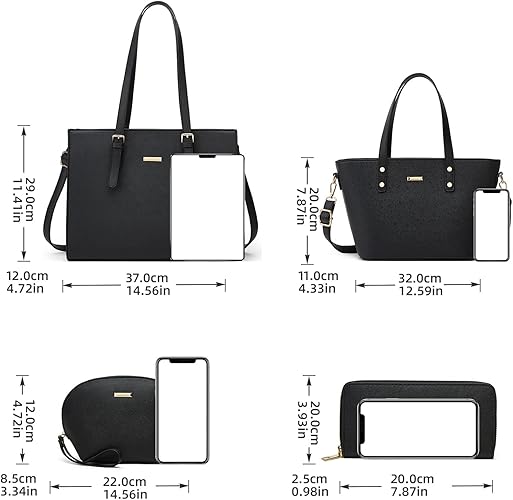 29.0cm
11.41in
12.0cm
4.72in
37.0cm
14.56in
20.0cm
7.87in
11.0cm
4.33in
32.0cm
12.59in
12.0cm
4.72in
8.5cm
3.34in
22.0cm
14.56in
20.0cm
3.93in
2.5cm
0.98in
20.0cm
7.87in